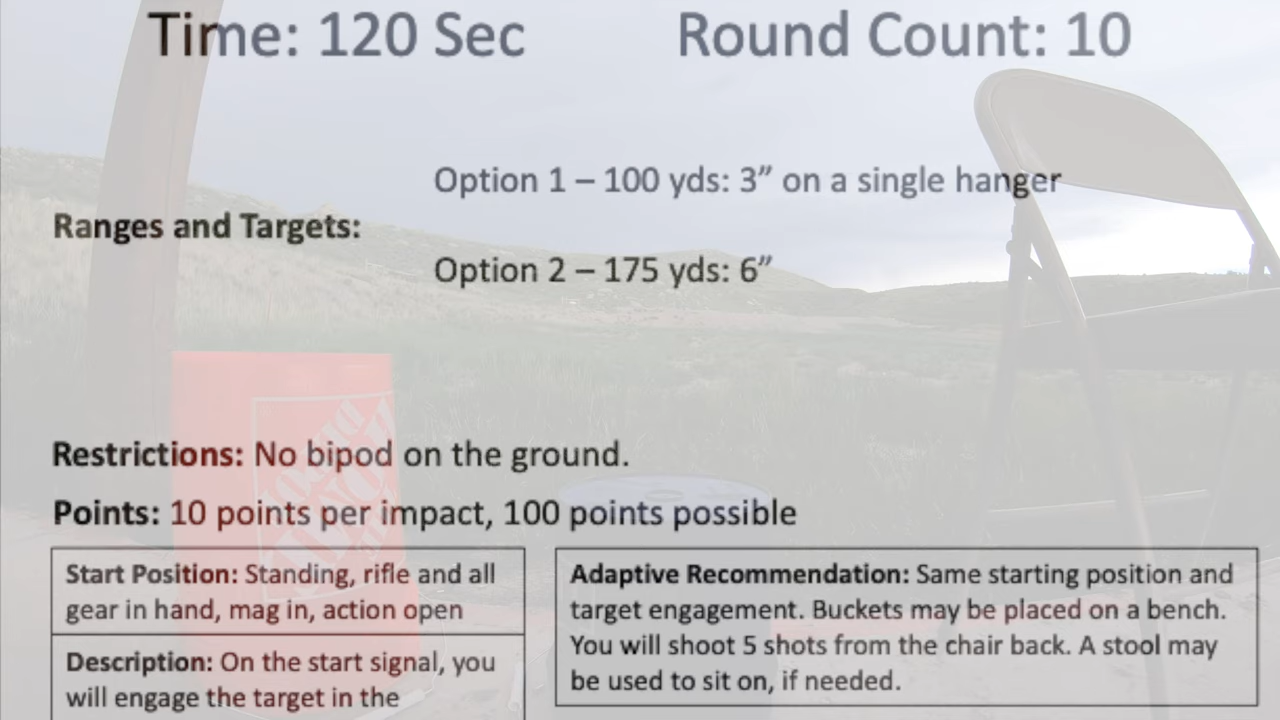 Time: 120 Sec Round Count: 10
Option 1 – 100 yds: 3” on a single hanger
Ranges and Targets:
Option 2 – 175 yds: 6”
Restrictions: No bipod on the ground.
Points: 10 points per impact, 100 points possible
Start Position: Standing, rifle and all
gear in hand, mag in, action open
Description: On the start signal, you
will engage the target in the
Adaptive Recommendation: Same starting position and
target engagement. Buckets may be placed on a bench.
You will shoot 5 shots from the chair back. A stool may
be used to sit on, if needed.
THE HOME DEPOT